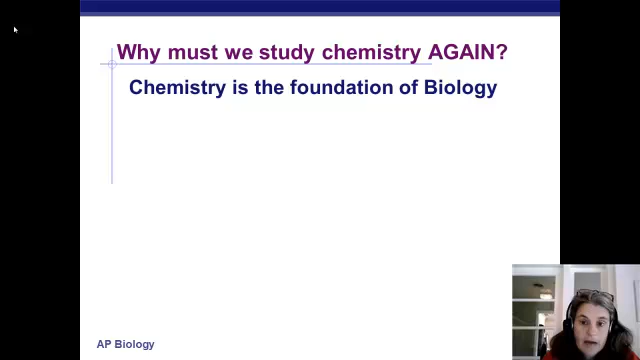 Why must we study chemistry AGAIN?
Chemistry is the foundation of Biology
AP Biology